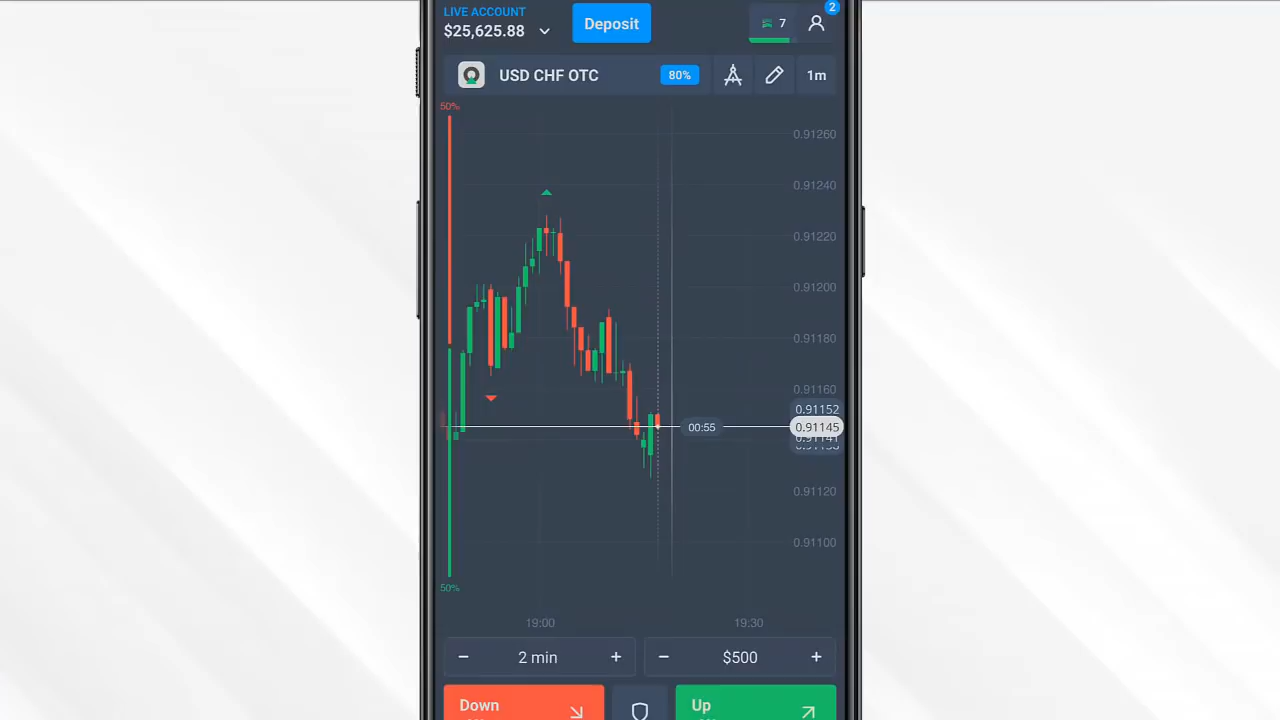 LIVE ACCOUNT
$25,625.88
Deposit
7
2
USD CHF OTC
80%
1m
50%
0.91260
0.91240
0.91220
0.91200
0.91180
0.91160
0.91152
00:55
0.91145
0.91141
0.91120
0.91100
50%
19:00
19:30
− 2 min +
− $500 +
Down
Up